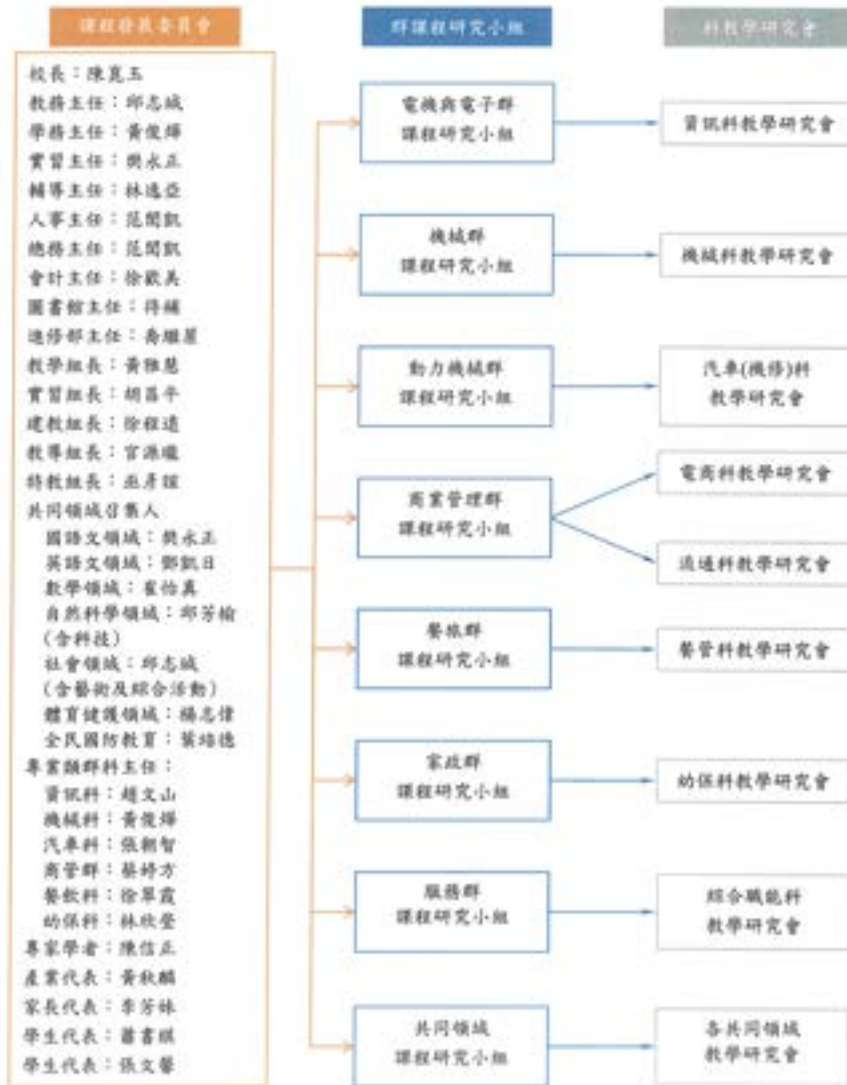 課程發展委員會
校長：陳寬玉
教務主任：邱志城
學務主任：黃俊燁
實習主任：樊永正
輔導主任：林逸亞
人事主任：范開凱
總務主任：范開凱
會計主任：徐歐美
圖書館主任：待補
進修部主任：喬繼星
教學組長：黃雅慧
實習組長：胡昌平
建教組長：徐程遠
教導組長：官源瓏
特教組長：巫彥誼
共同領域召集人
國語文領域：樊永正
英語文領域：鄧凱日
數學領域：崔怡真
自然科學領域：邱芳榆
(含科技)
社會領域：邱志城
(含藝術及綜合活動)
體育健護領域：楊志偉
全民國防教育：葉培德
專業類群科主任：
資訊科：趙文山
機械科：黃俊燁
汽車科：張朝智
商管群：蔡婷方
餐飲科：徐翠霞
幼保科：林欣瑩
專家學者：陳信正
產業代表：黃秋麟
家長代表：李芳妹
學生代表：蕭書
學生代表：張文馨
群課程研究小組
電機與電子群
課程研究小組
機械群
課程研究小組
動力機械群
課程研究小組
商業管理群
課程研究小組
餐旅群
課程研究小組
家政群
課程研究小組
服務群
課程研究小組
共同領域
課程研究小組
科教學研究會
資訊科教學研究會
機械科教學研究會
汽車(機修)科
教學研究會
電商科教學研究會
流通科教學研究會
餐管科教學研究會
幼保科教學研究會
綜合職能科
教學研究會
各共同領域
教學研究會